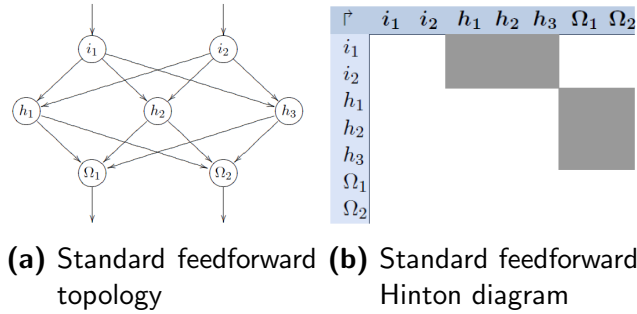 i₁ i₂
h₁ h₂ h₃
Ω₁ Ω₂
(a) Standard feedforward
topology
↱ i₁ i₂ h₁ h₂ h₃ Ω₁ Ω₂
i₁
i₂
h₁
h₂
h₃
Ω₁
Ω₂
(b) Standard feedforward
Hinton diagram